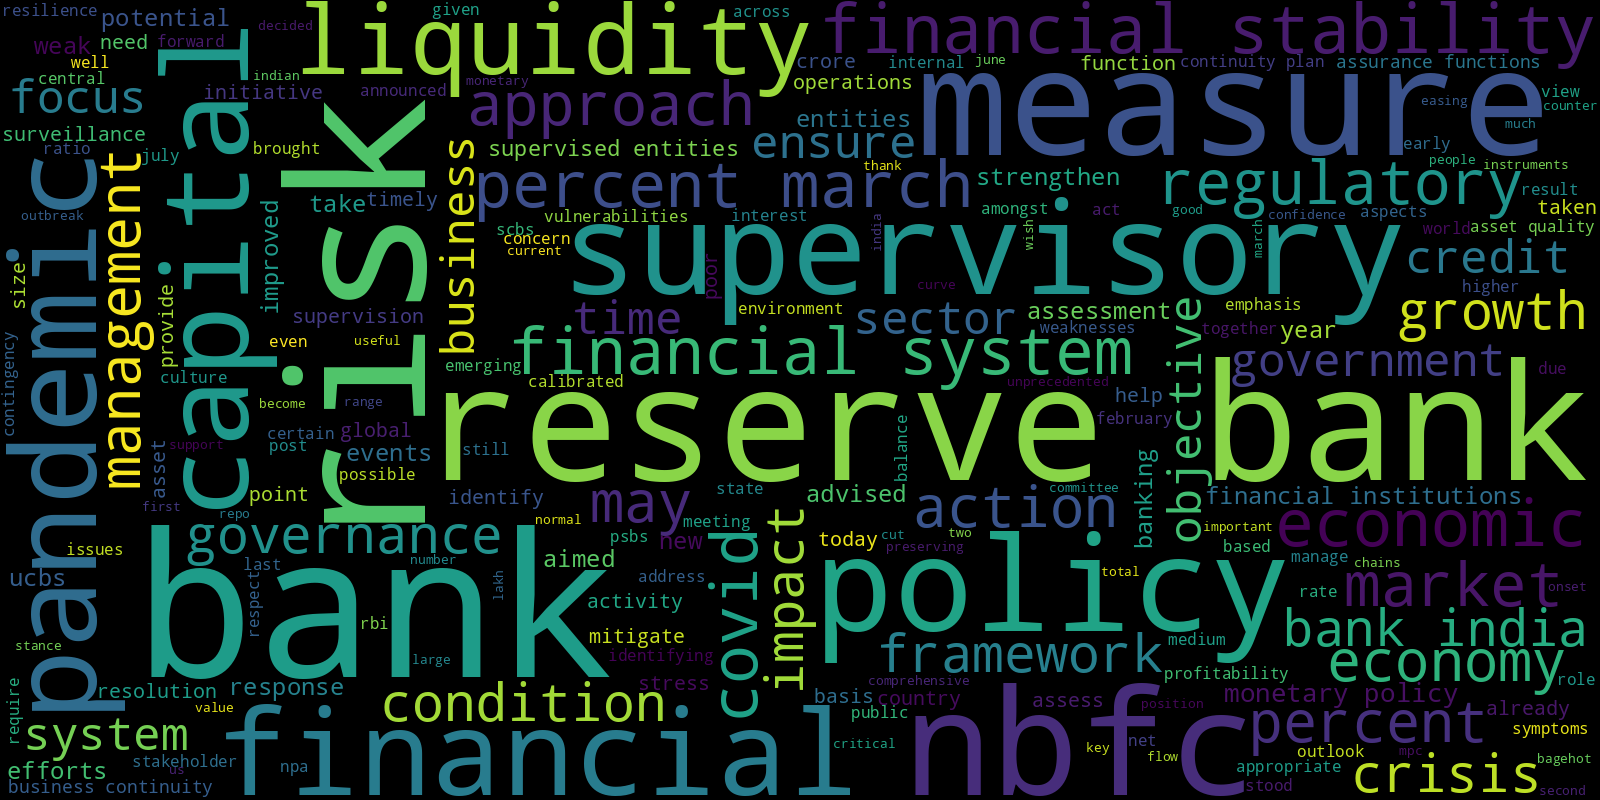 resilience potential given across financial stability
weak need forward decided liquidity
well central indian monetary crore internal june function continuity plan assurance functions
focus initiative announced approach operations measure easing view counter
surveillance capital entities much
ratio july brought business supervised entities ensure early people instruments
pandemic management risk take timely percent march thank strengthen regulatory result
outbreak improved vulnerabilities interest amongst act good confidence aspects taken
scbs concern current supervisory india wish march world asset quality
size poor credit
provide supervision environment curve higher
contingency even useful time sector assessment weaknesses emphasis together year growth
culture emerging financial system objective government due
become range calibrated unprecedented help
support certain global reserve bank february
asset post events still balance
possible identify may state advised committee banking financial institutions
first repo point normal meeting action important economic
governance psbs new today cut preserving two based manage
issues last number aimed covid impact policy total chains market
ucbs respect bank lakh address rate onset
rbi activity bank india
stance large mitigate framework medium economy
identifying profitability role
require resolution response stress comprehensive
value condition basis country assess position monetary policy already
system financial public nbfc percent symptoms
stakeholder us npa critical key net flow outlook mpc bagehot
efforts appropriate crisis
business continuity stood second